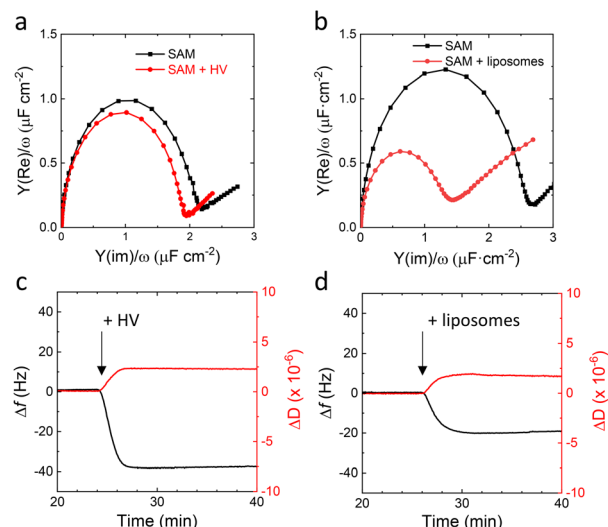 a
SAM
SAM + HV
Y(Re)/ω (μF cm⁻²)
1.5
1.0
0.5
0.0
0
1
2
3
Y(im)/ω (μF cm⁻²)
b
SAM
SAM + liposomes
Y(Re)/ω (μF·cm⁻²)
1.5
1.0
0.5
0.0
0
1
2
3
Y(im)/ω (μF·cm⁻²)
c
+ HV
Δf (Hz)
40
20
0
-20
-40
ΔD (x 10⁻⁶)
10
5
0
-5
-10
20
30
40
Time (min)
d
+ liposomes
Δf (Hz)
40
20
0
-20
-40
ΔD (x 10⁻⁶)
10
5
0
-5
-10
20
30
40
Time (min)